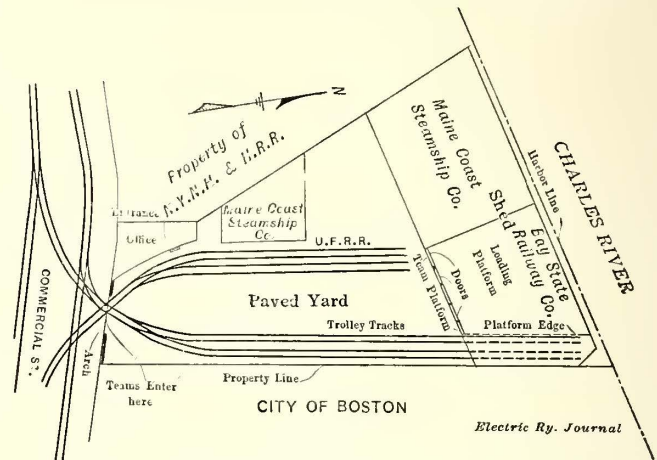 N
Property of
N.Y.N.H. & H.R.R.
Entrance
Office
Maine Coast
Steamship
Co.
Maine Coast
Steamship Co.
Shed
Bay State
Railway Co.
Harbor Line
CHARLES RIVER
U.F.R.R.
Team Platform
Doors
Loading
Platform
Paved Yard
Trolley Tracks
Platform Edge
COMMERCIAL ST.
Arch
Teams Enter
here
Property Line
CITY OF BOSTON
Electric Ry. Journal